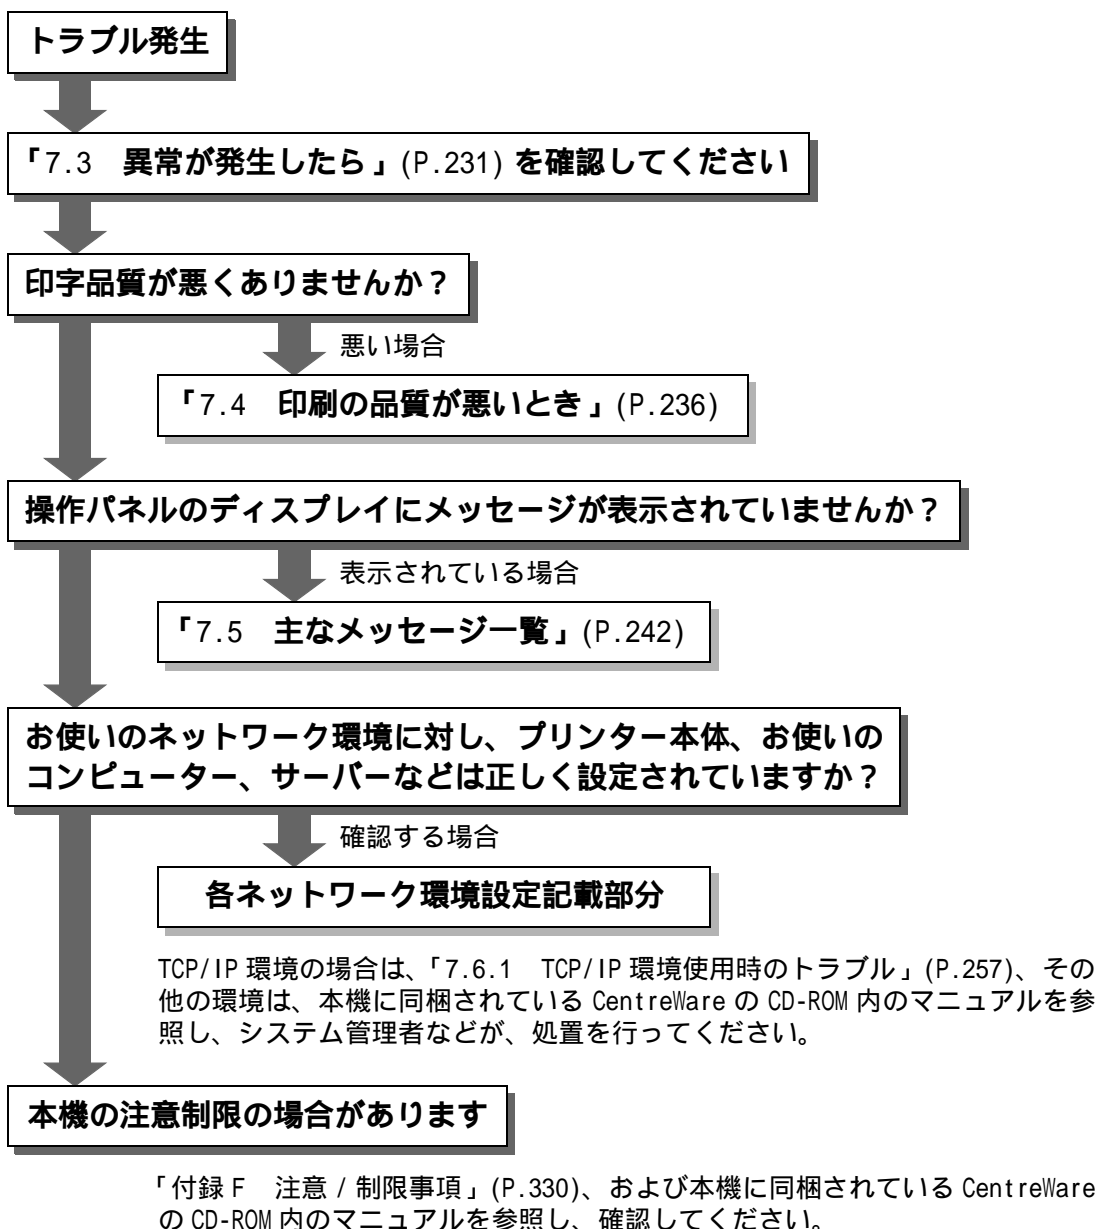 トラブル発生
「7.3　異常が発生したら」(P.231) を確認してください
印字品質が悪くありませんか？
悪い場合
「7.4　印刷の品質が悪いとき」(P.236)
操作パネルのディスプレイにメッセージが表示されていませんか？
表示されている場合
「7.5　主なメッセージ一覧」(P.242)
お使いのネットワーク環境に対し、プリンター本体、お使いの
コンピューター、サーバーなどは正しく設定されていますか？
確認する場合
各ネットワーク環境設定記載部分
TCP/IP 環境の場合は、「7.6.1　TCP/IP 環境使用時のトラブル」(P.257)、その
他の環境は、本機に同梱されている CentreWare の CD-ROM 内のマニュアルを参
照し、システム管理者などが、処置を行ってください。
本機の注意制限の場合があります
「付録 F　注意 / 制限事項」(P.330)、および本機に同梱されている CentreWare
の CD-ROM 内のマニュアルを参照し、確認してください。